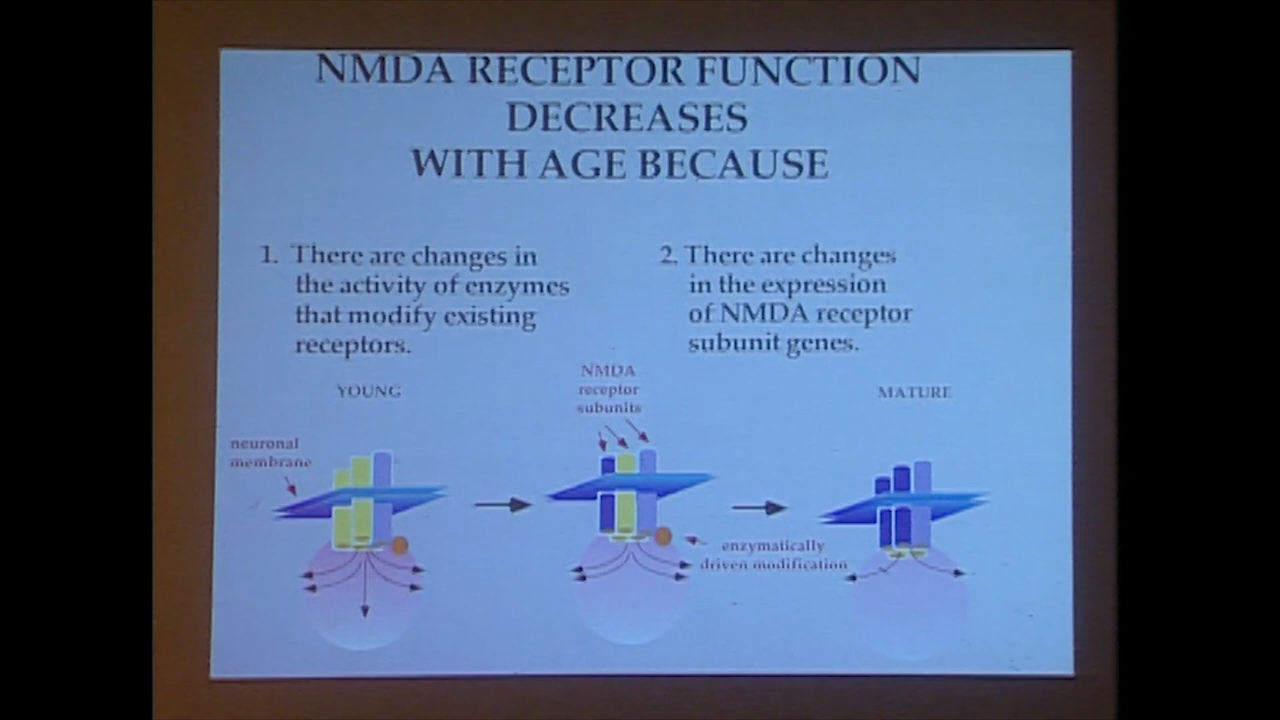 NMDA RECEPTOR FUNCTION
DECREASES
WITH AGE BECAUSE
1. There are changes in
the activity of enzymes
that modify existing
receptors.
2. There are changes
in the expression
of NMDA receptor
subunit genes.
YOUNG
NMDA
receptor
subunits
MATURE
neuronal
membrane
enzymatically
driven modification